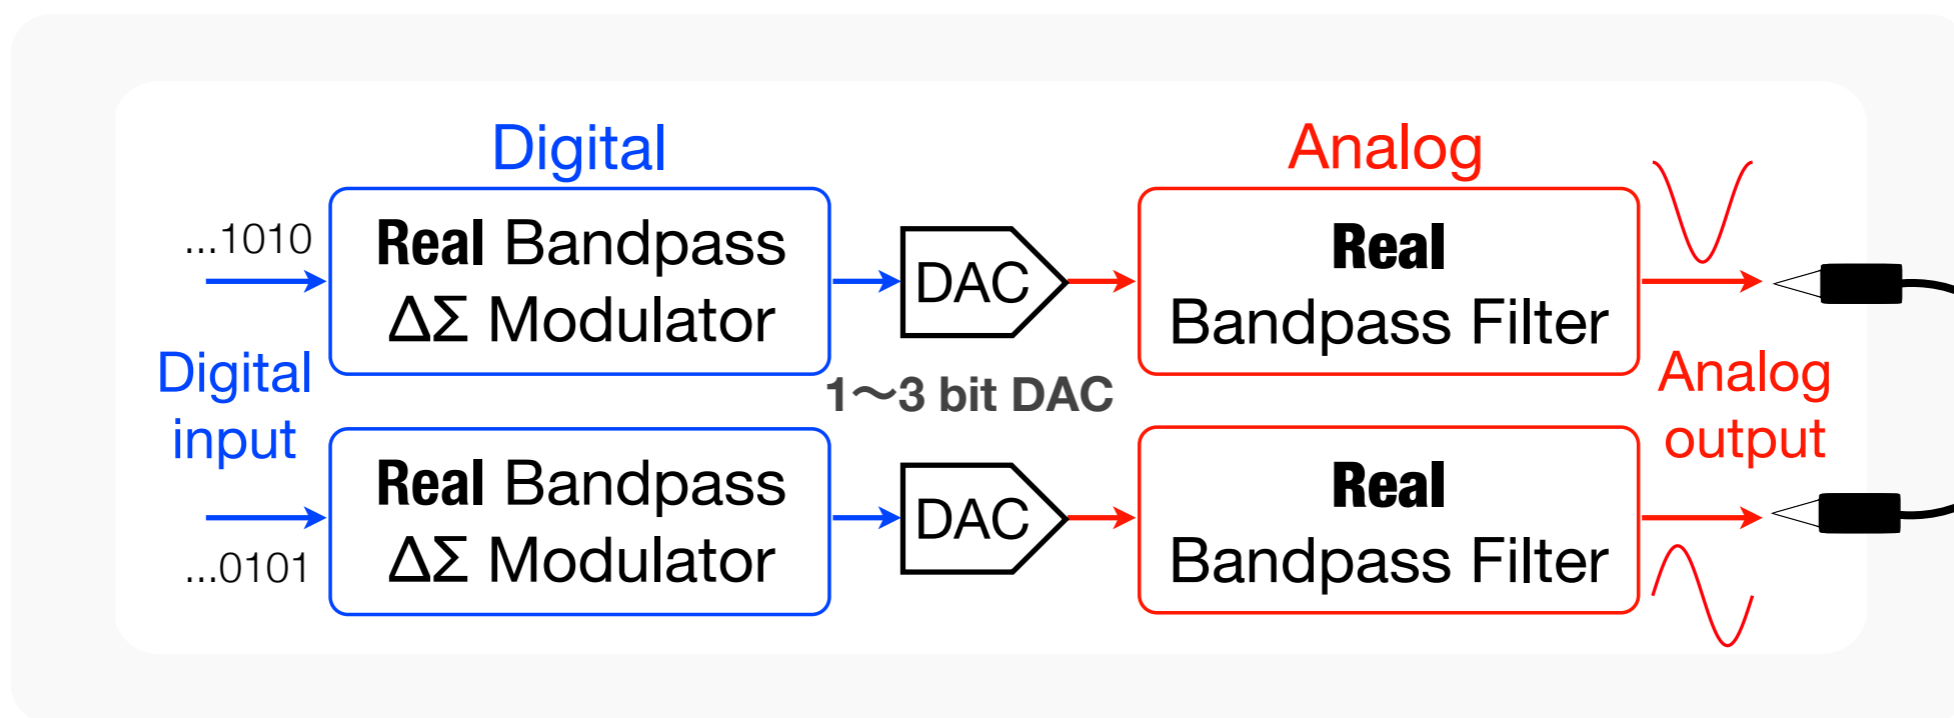 Digital
Analog
...1010
Real Bandpass
ΔΣ Modulator
DAC
Real
Bandpass Filter
Digital
input
1〜3 bit DAC
Analog
output
Real Bandpass
ΔΣ Modulator
DAC
Real
Bandpass Filter
...0101